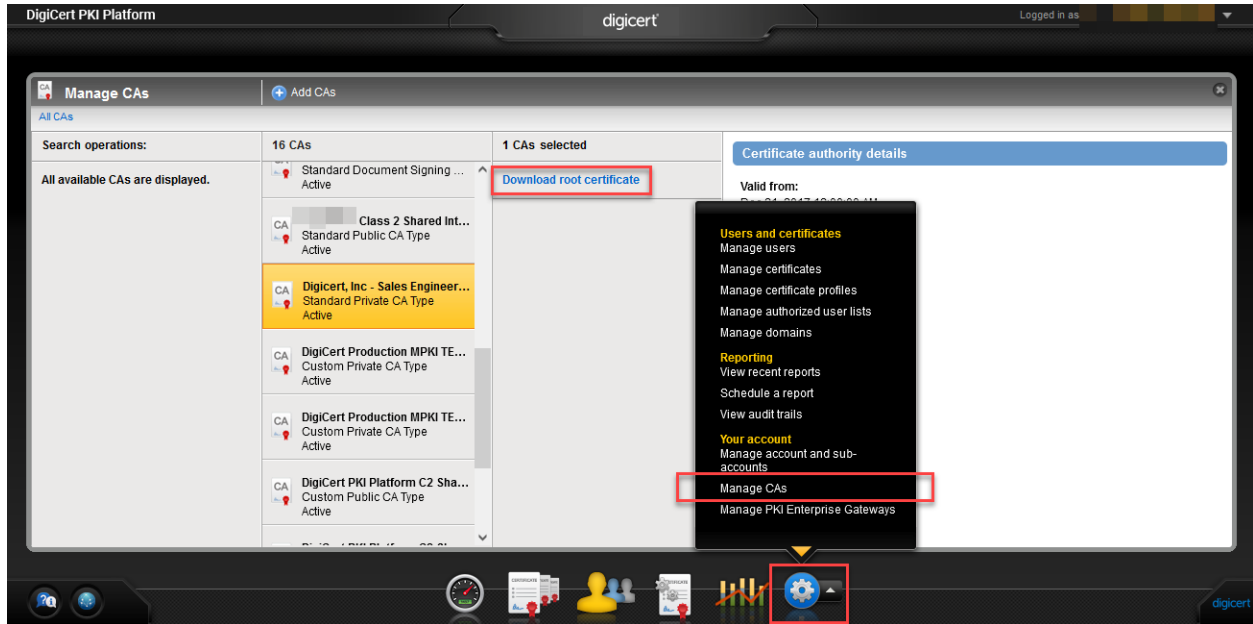 DigiCert PKI Platform
digicert
Logged in as
Manage CAs
Add CAs
All CAs
Search operations:
16 CAs
1 CAs selected
Certificate authority details
All available CAs are displayed.
Standard Document Signing ...
Active
Download root certificate
Valid from:
Class 2 Shared Int...
Standard Public CA Type
Active
Digicert, Inc - Sales Engineer...
Standard Private CA Type
Active
DigiCert Production MPKI TE...
Custom Private CA Type
Active
DigiCert Production MPKI TE...
Custom Private CA Type
Active
DigiCert PKI Platform C2 Sha...
Custom Public CA Type
Active
Users and certificates
Manage users
Manage certificates
Manage certificate profiles
Manage authorized user lists
Manage domains
Reporting
View recent reports
Schedule a report
View audit trails
Your account
Manage account and sub-
accounts
Manage CAs
Manage PKI Enterprise Gateways
digicert